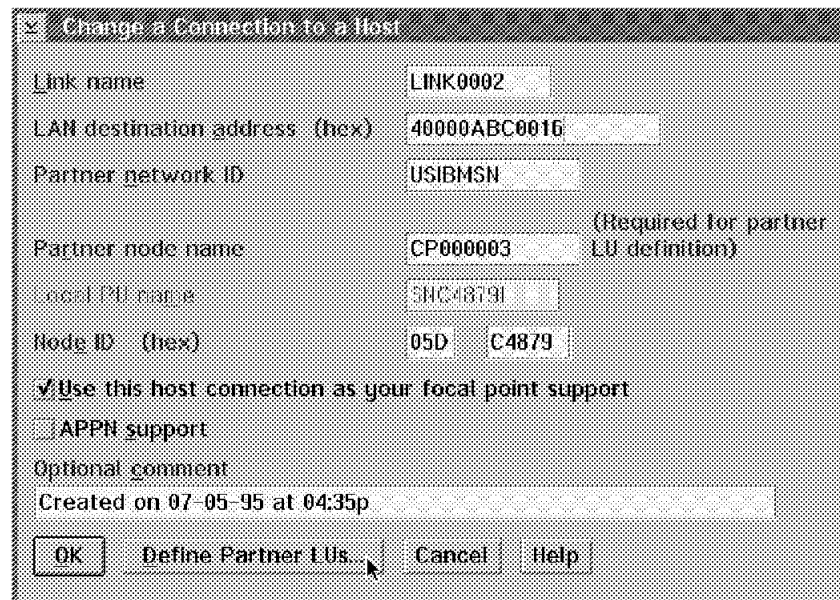 Change a Connection to a Host
Link name LINK0002
LAN destination address (hex) 40000ABC0016
Partner network ID USIBMSN
(Required for partner
Partner node name CP000003 LU definition)
Local PU name
Node ID (hex) 05D C4879
Use this host connection as your focal point support
APPN support
Optional comment
Created on 07-05-95 at 04:35p
OK Define Partner LUs... Cancel Help